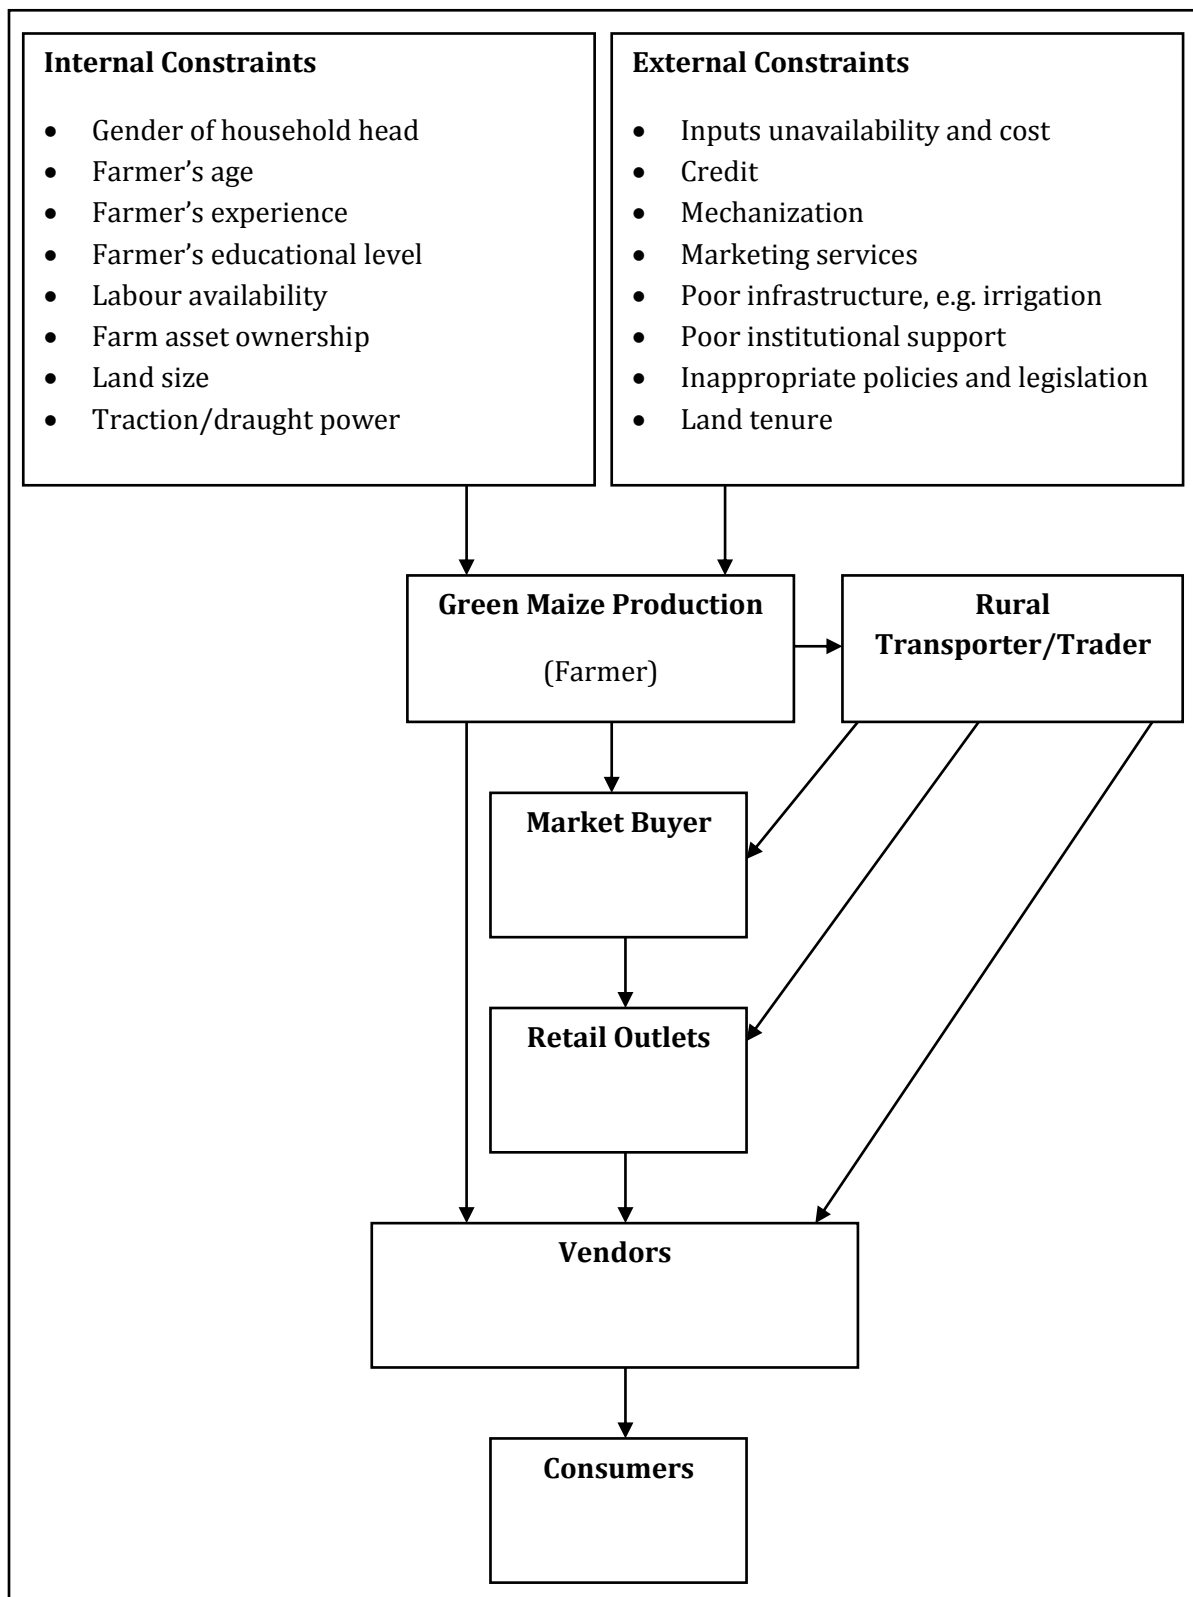 Internal Constraints
• Gender of household head
• Farmer’s age
• Farmer’s experience
• Farmer’s educational level
• Labour availability
• Farm asset ownership
• Land size
• Traction/draught power
External Constraints
• Inputs unavailability and cost
• Credit
• Mechanization
• Marketing services
• Poor infrastructure, e.g. irrigation
• Poor institutional support
• Inappropriate policies and legislation
• Land tenure
Green Maize Production
(Farmer)
Rural
Transporter/Trader
Market Buyer
Retail Outlets
Vendors
Consumers